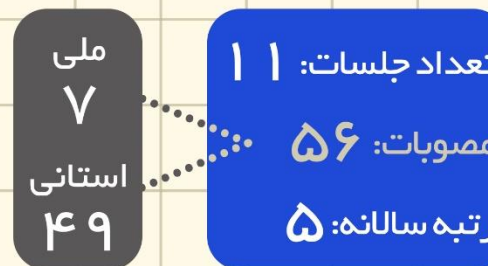 تعداد جلسات: ۱۱
مصوبات: ۵۶
رتبه سالانه: ۵
ملی
۷
استانی
۴۹